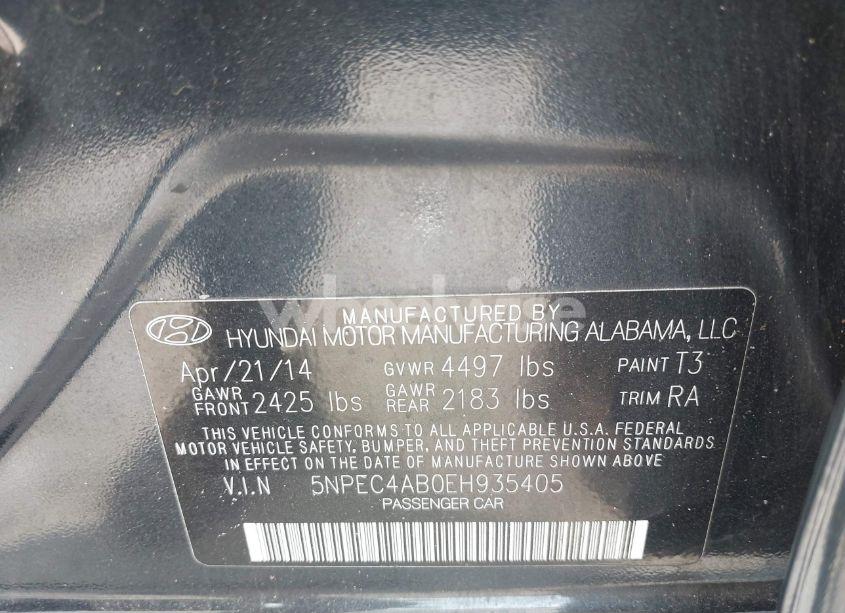 wheelwise
MANUFACTURED BY
HYUNDAI MOTOR MANUFACTURING ALABAMA, LLC
Apr/21/14 GVWR 4497 lbs PAINT T3
GAWR FRONT 2425 lbs GAWR REAR 2183 lbs TRIM RA
THIS VEHICLE CONFORMS TO ALL APPLICABLE U.S.A. FEDERAL
MOTOR VEHICLE SAFETY, BUMPER, AND THEFT PREVENTION STANDARDS
IN EFFECT ON THE DATE OF MANUFACTURE SHOWN ABOVE
V.I.N 5NPEC4AB0EH935405
PASSENGER CAR